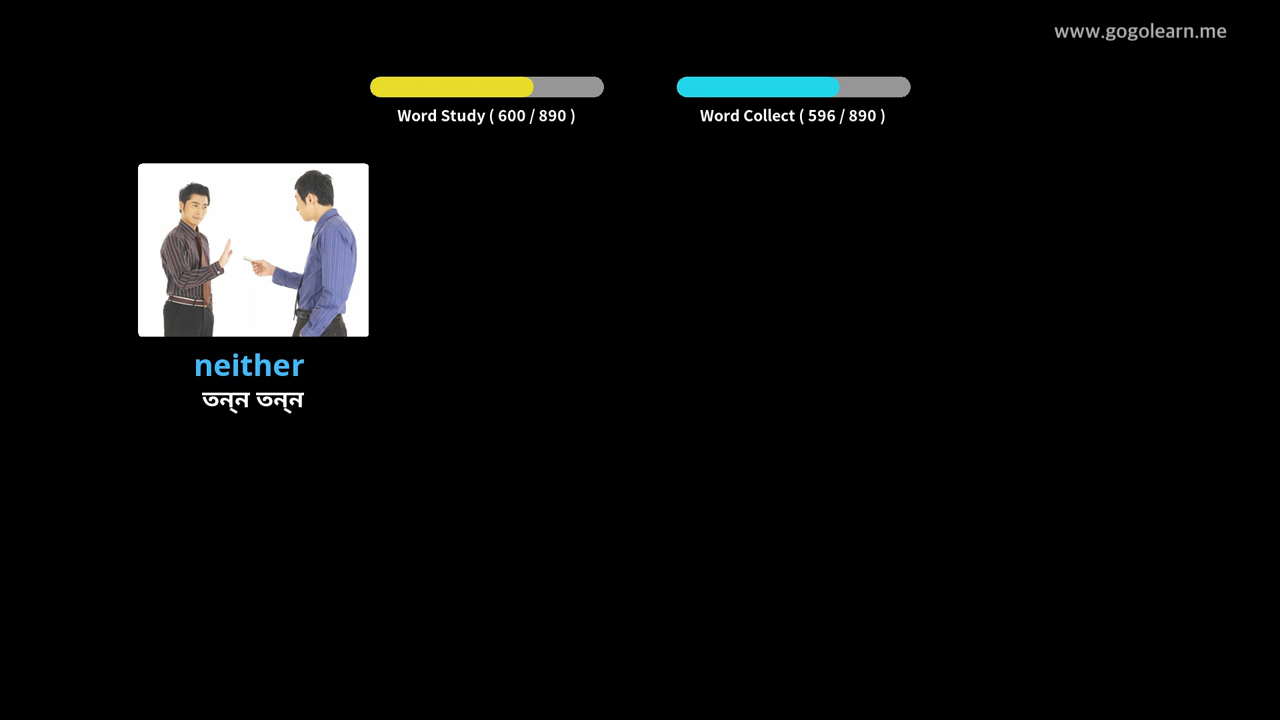 www.gogolearn.me
Word Study ( 600 / 890 )
Word Collect ( 596 / 890 )
neither
তন্ন তন্ন